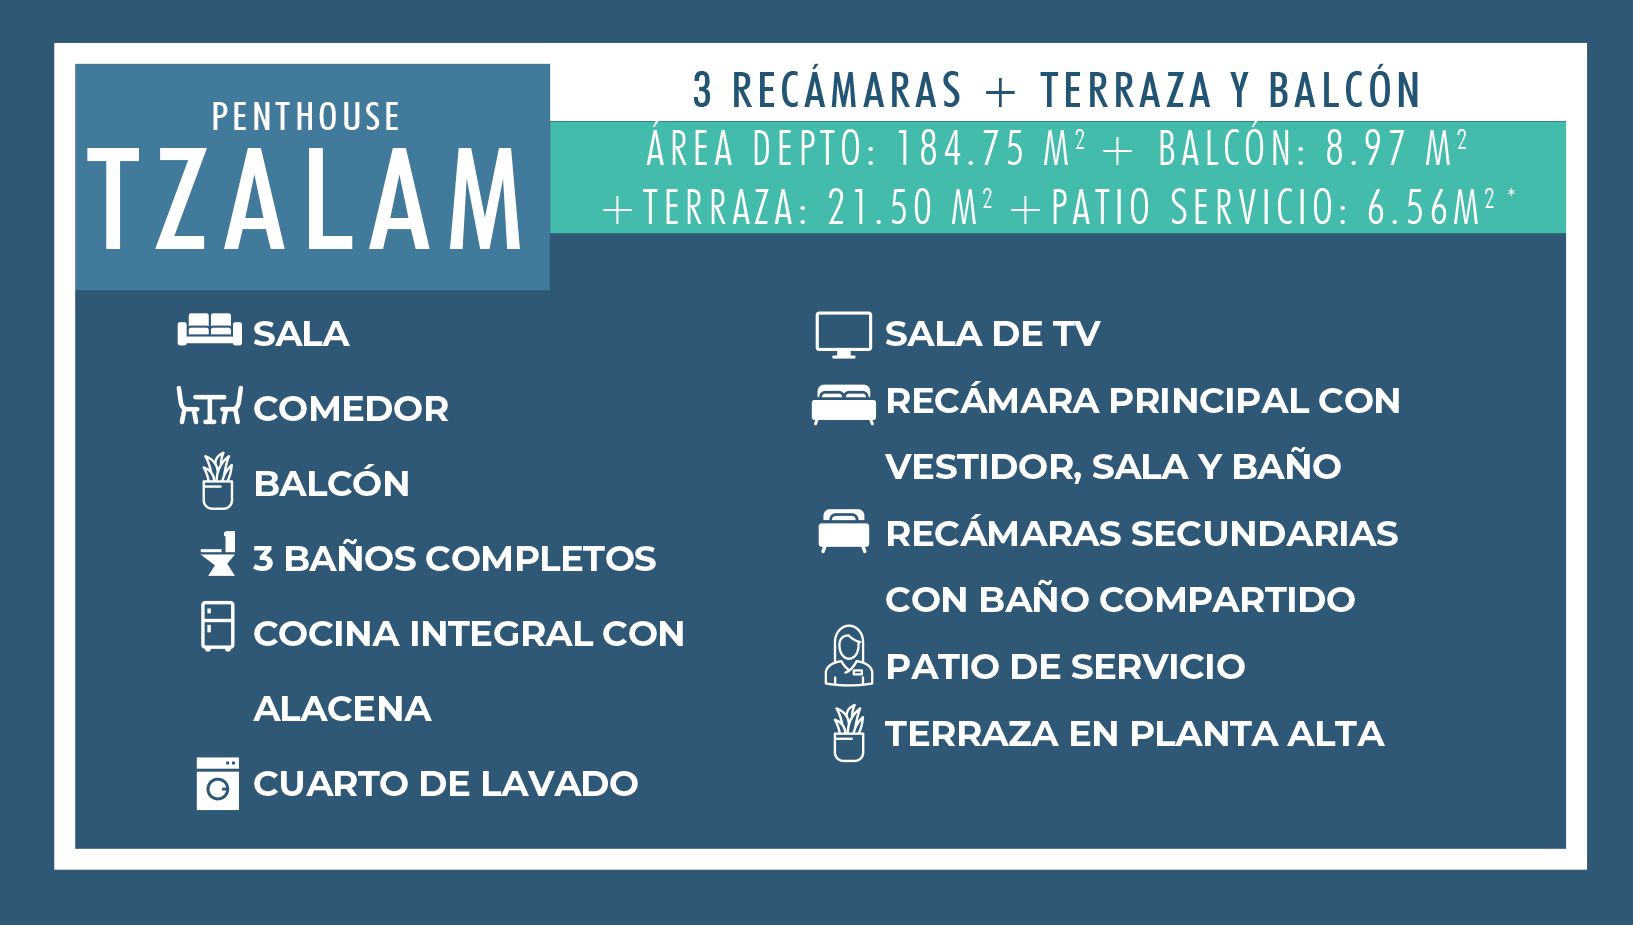 PENTHOUSE
TZALAM
3 RECÁMARAS + TERRAZA Y BALCÓN
ÁREA DEPTO: 184.75 M² + BALCÓN: 8.97 M²
+TERRAZA: 21.50 M² +PATIO SERVICIO: 6.56M² *
SALA
COMEDOR
BALCÓN
3 BAÑOS COMPLETOS
COCINA INTEGRAL CON
ALACENA
CUARTO DE LAVADO
SALA DE TV
RECÁMARA PRINCIPAL CON
VESTIDOR, SALA Y BAÑO
RECÁMARAS SECUNDARIAS
CON BAÑO COMPARTIDO
PATIO DE SERVICIO
TERRAZA EN PLANTA ALTA